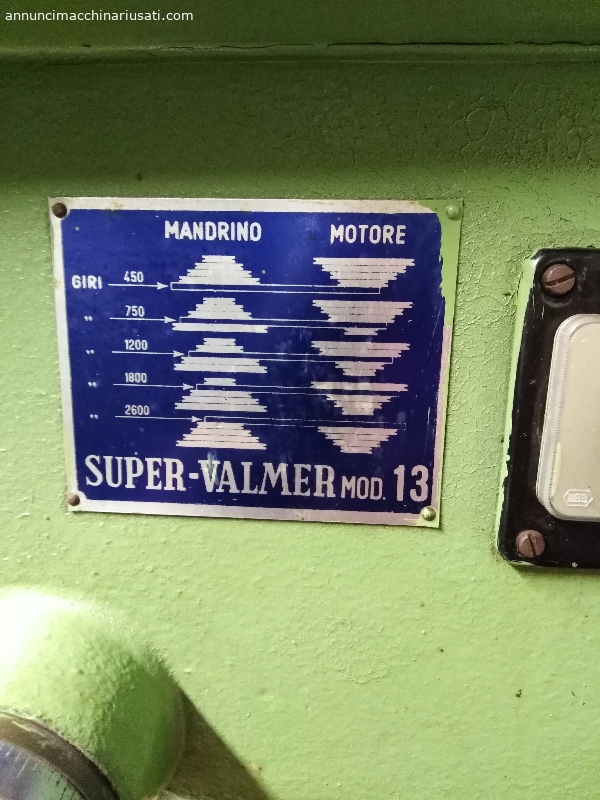 annuncimacchinariusati.com
MANDRINO MOTORE
GIRI 450
" 750
" 1200
" 1800
" 2600
SUPER-VALMER MOD. 13